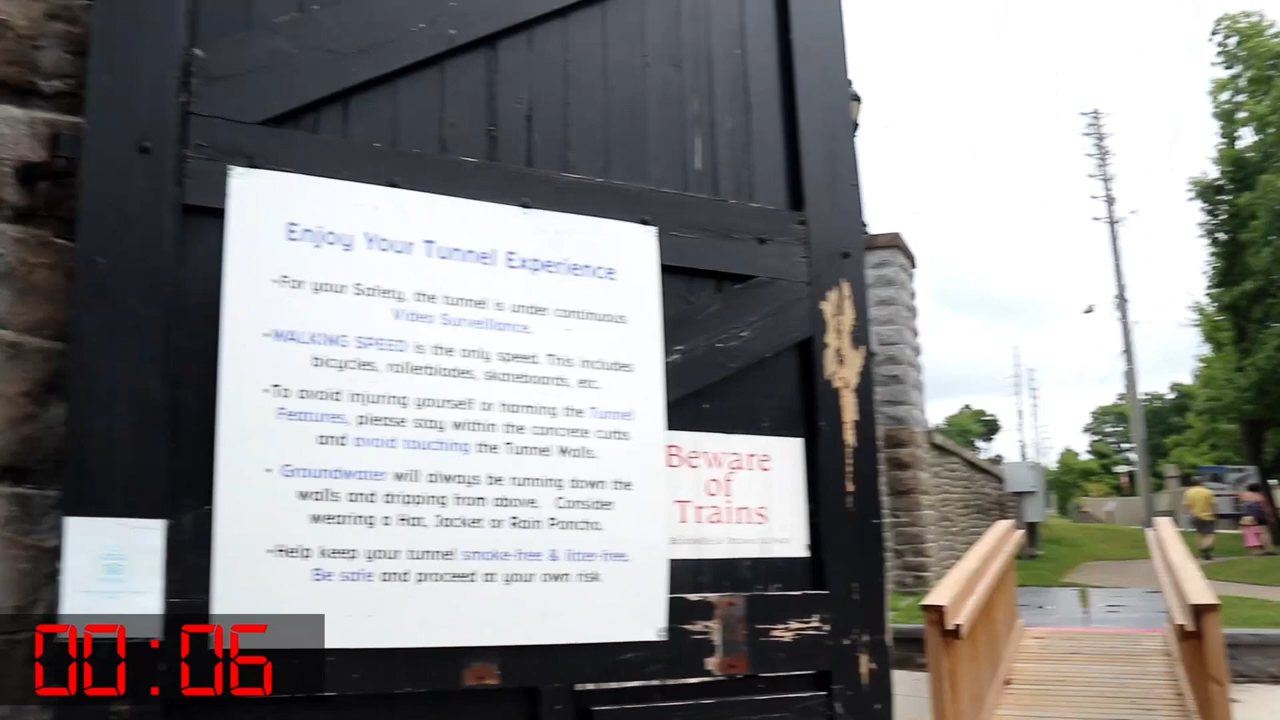 Enjoy Your Tunnel Experience
-For your Safety, the tunnel is under continuous
Video Surveillance.
-WALKING SPEED is the only speed. This includes
bicycles, rollerblades, skateboards, etc.
-To avoid injuring yourself or harming the Tunnel
Features, please stay within the concrete curbs
and avoid touching the Tunnel Walls.
- Groundwater will always be running down the
walls and dripping from above. Consider
wearing a Hat, Jacket or Rain Poncho.
-Help keep your tunnel smoke-free & litter-free.
Be safe and proceed at your own risk.
Beware
of
Trains
00:06